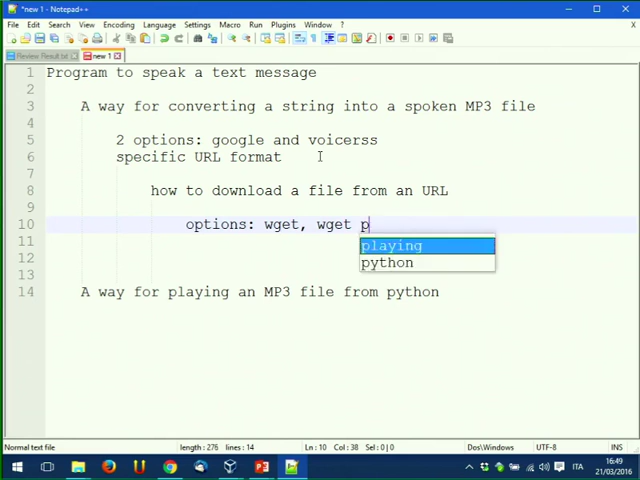 *new 1 - Notepad++
File Edit Search View Encoding Language Settings Macro Run Plugins Window ? X
Review Result.txt new 1
1 Program to speak a text message
2
3 A way for converting a string into a spoken MP3 file
4
5 2 options: google and voicerss
6 specific URL format
7
8 how to download a file from an URL
9
10 options: wget, wget p
playing
11
python
12
13
14 A way for playing an MP3 file from python
Normal text file length : 276 lines : 14 Ln : 10 Col : 38 Sel : 0 | 0 Dos\Windows UTF-8 INS
ITA 16:49
21/03/2016